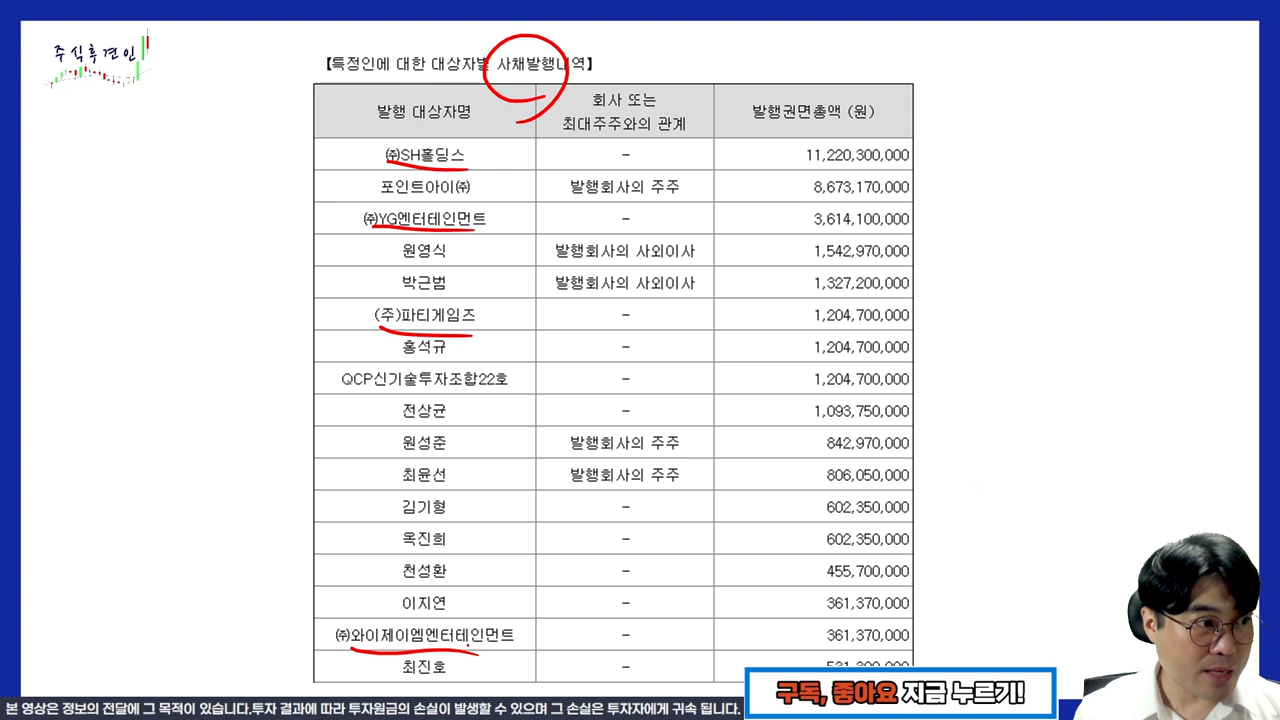 주식후견인
【특정인에 대한 대상자별 사채발행내역】
발행 대상자명 회사 또는 최대주주와의 관계 발행권면총액 (원)
㈜SH홀딩스 - 11,220,300,000
포인트아이㈜ 발행회사의 주주 8,673,170,000
㈜YG엔터테인먼트 - 3,614,100,000
원영식 발행회사의 사외이사 1,542,970,000
박근범 발행회사의 사외이사 1,327,200,000
(주)파티게임즈 - 1,204,700,000
홍석규 - 1,204,700,000
QCP신기술투자조합22호 - 1,204,700,000
전상균 - 1,093,750,000
원성준 발행회사의 주주 842,970,000
최윤선 발행회사의 주주 806,050,000
김기형 - 602,350,000
옥진희 - 602,350,000
천성환 - 455,700,000
이지연 - 361,370,000
㈜와이제이엠엔터테인먼트 - 361,370,000
최진호 -
구독, 좋아요 지금 누르기!
본 영상은 정보의 전달에 그 목적이 있습니다.투자 결과에 따라 투자원금의 손실이 발생할 수 있으며 그 손실은 투자자에게 귀속 됩니다.